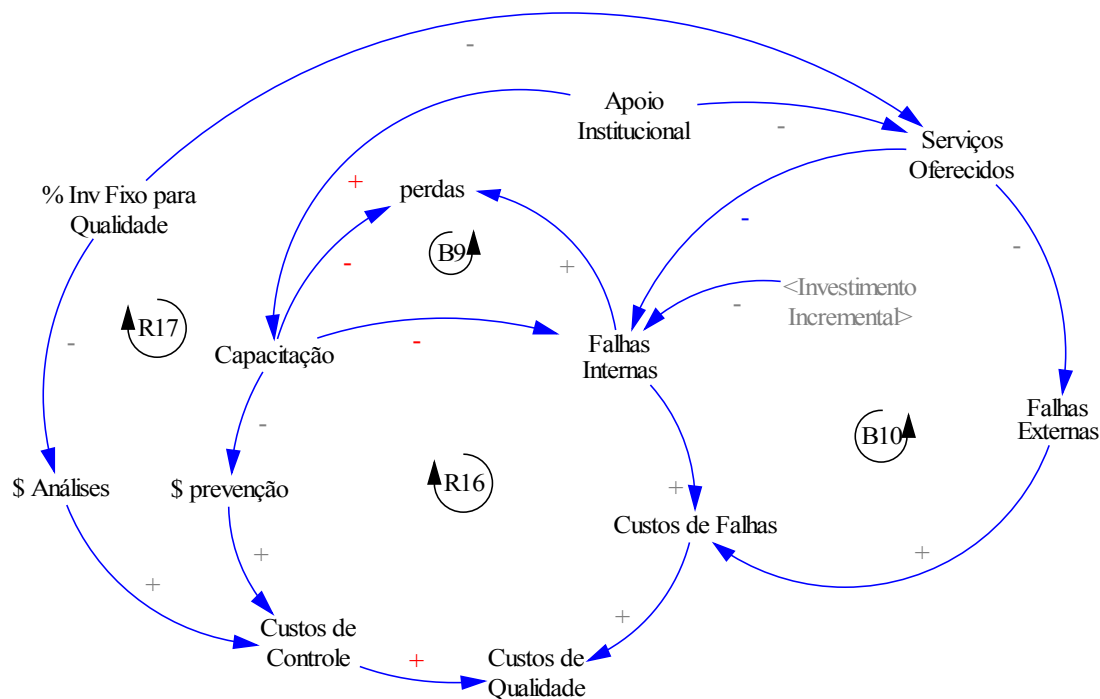 -
Apoio
Institucional
-
Serviços
Oferecidos
% Inv Fixo para
Qualidade
+
perdas
-
-
B9
-
+
<Investimento
Incremental>
-
R17
-
Capacitação
-
Falhas
Internas
Falhas
Externas
-
B10
$ Análises
$ prevenção
R16
+
Custos de Falhas
+
+
+
+
Custos de
Controle
+
Custos de
Qualidade